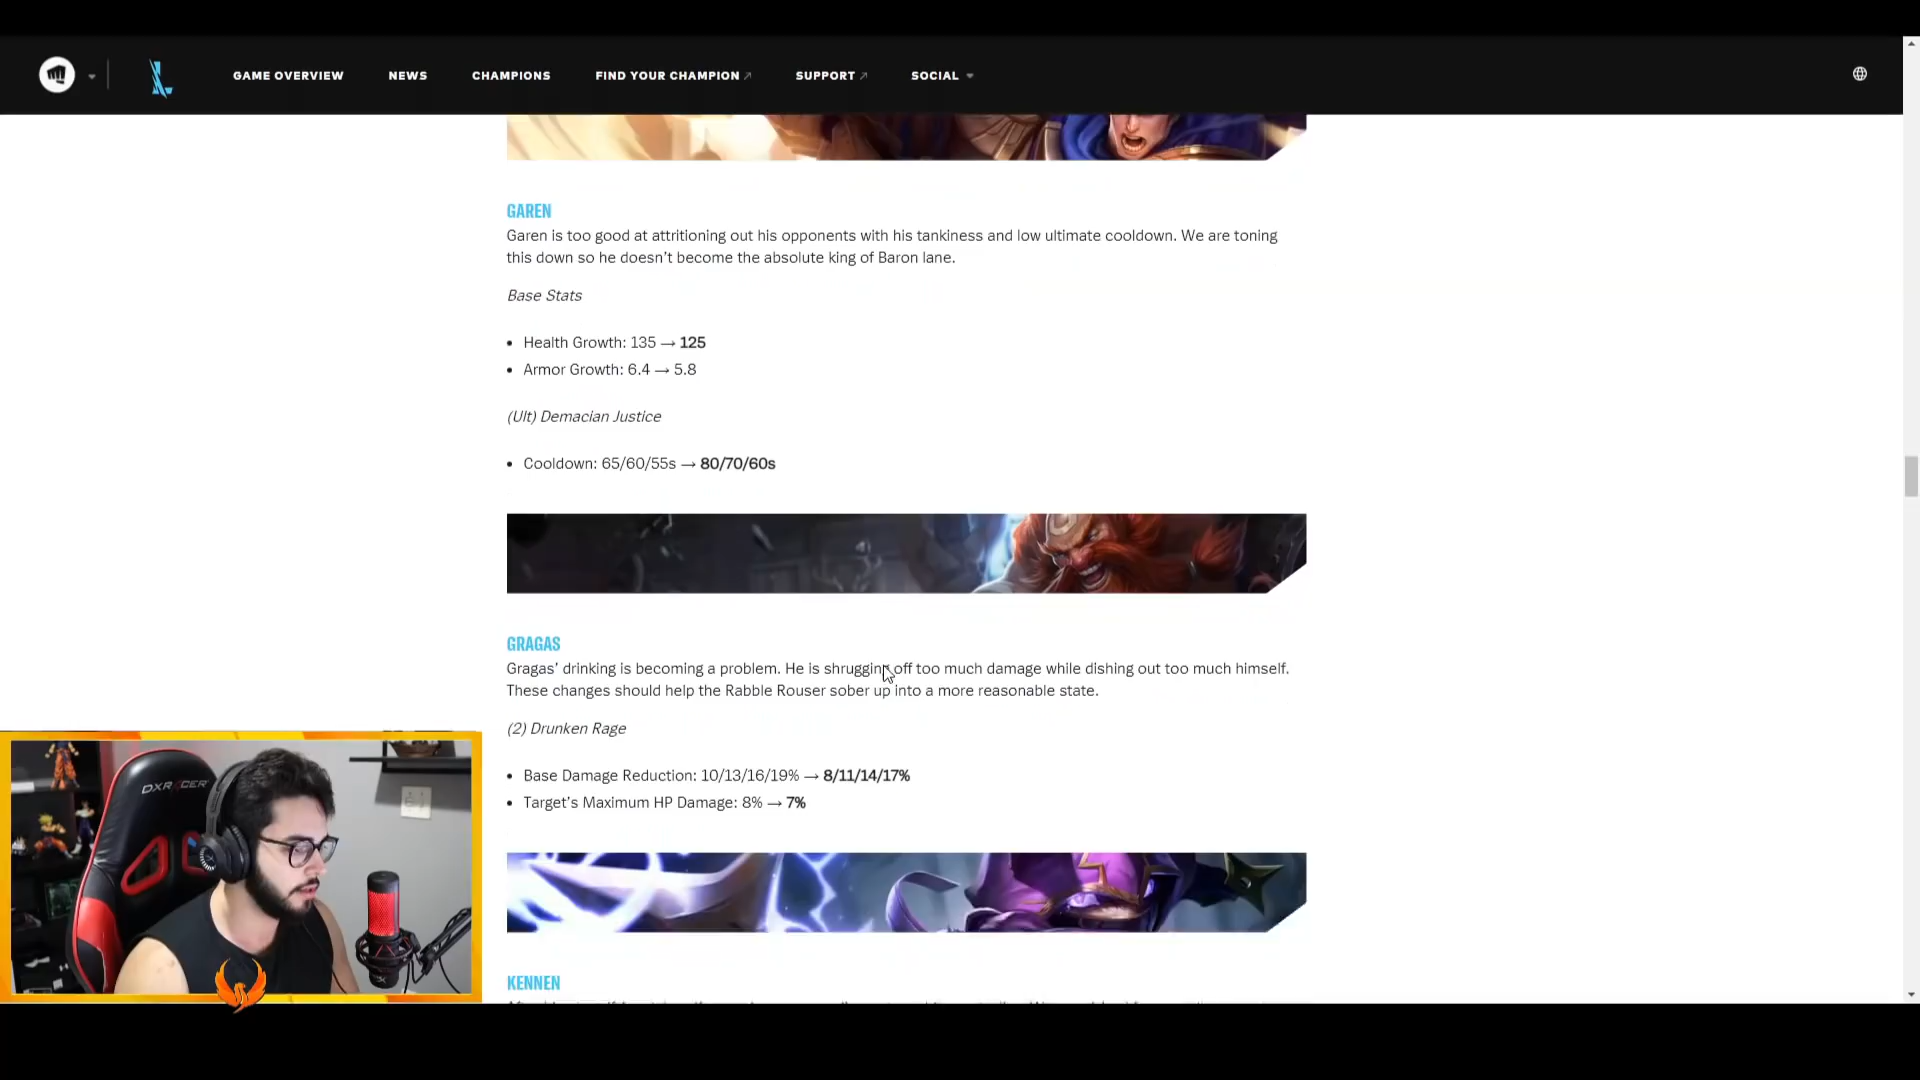 GAME OVERVIEW NEWS CHAMPIONS FIND YOUR CHAMPION SUPPORT SOCIAL
GAREN
Garen is too good at attritioning out his opponents with his tankiness and low ultimate cooldown. We are toning
this down so he doesn't become the absolute king of Baron lane.
Base Stats
• Health Growth: 135 → 125
• Armor Growth: 6.4 → 5.8
(Ult) Demacian Justice
• Cooldown: 65/60/55s → 80/70/60s
GRAGAS
Gragas' drinking is becoming a problem. He is shrugging off too much damage while dishing out too much himself.
These changes should help the Rabble Rouser sober up into a more reasonable state.
(2) Drunken Rage
• Base Damage Reduction: 10/13/16/19% → 8/11/14/17%
• Target's Maximum HP Damage: 8% → 7%
DXRACER
KENNEN